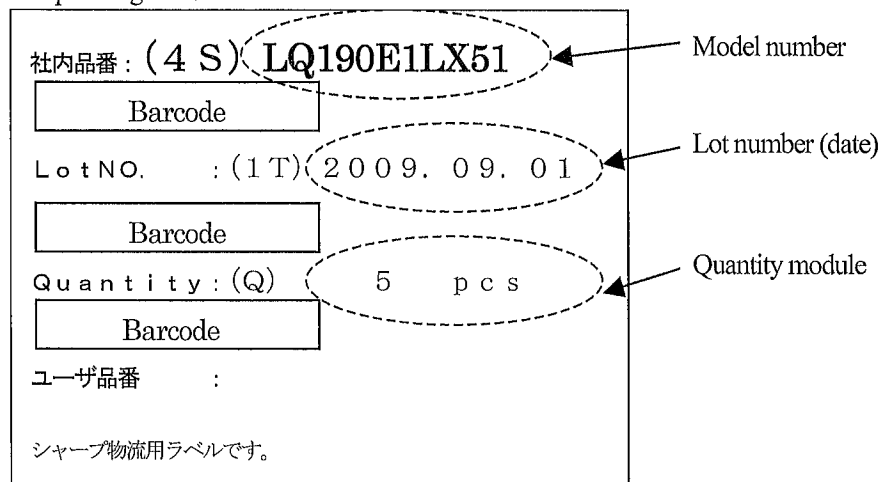 社内品番：(４Ｓ) LQ190E1LX51
Model number
Barcode
ＬｏｔNO.　：(１Ｔ) ２００９．０９．０１
Lot number (date)
Barcode
Ｑｕａｎｔｉｔｙ：(Q)　５　ｐｃｓ
Quantity module
Barcode
ユーザ品番　：
シャープ物流用ラベルです。